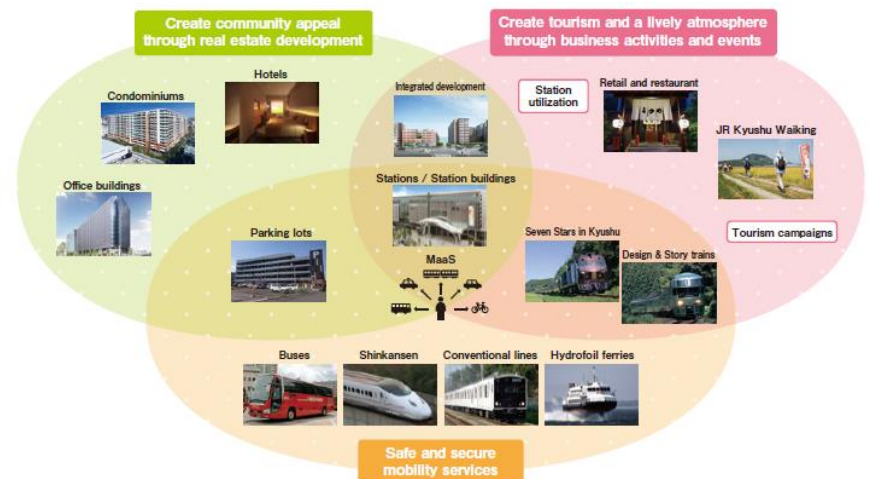 Create community appeal
through real estate development
Create tourism and a lively atmosphere
through business activities and events
Hotels
Condominiums
Office buildings
Integrated development
Station
utilization
Retail and restaurant
JR Kyushu Walking
Stations / Station buildings
Parking lots
Seven Stars in Kyushu
Tourism campaigns
MaaS
Design & Story trains
Buses
Shinkansen
Conventional lines
Hydrofoil ferries
Safe and secure
mobility services